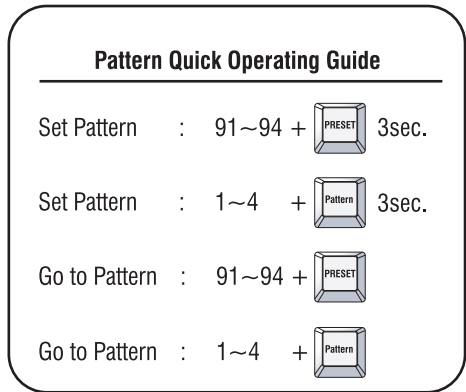 Pattern Quick Operating Guide
Set Pattern : 91~94 + PRESET 3sec.
Set Pattern : 1~4 + Pattern 3sec.
Go to Pattern : 91~94 + PRESET
Go to Pattern : 1~4 + Pattern